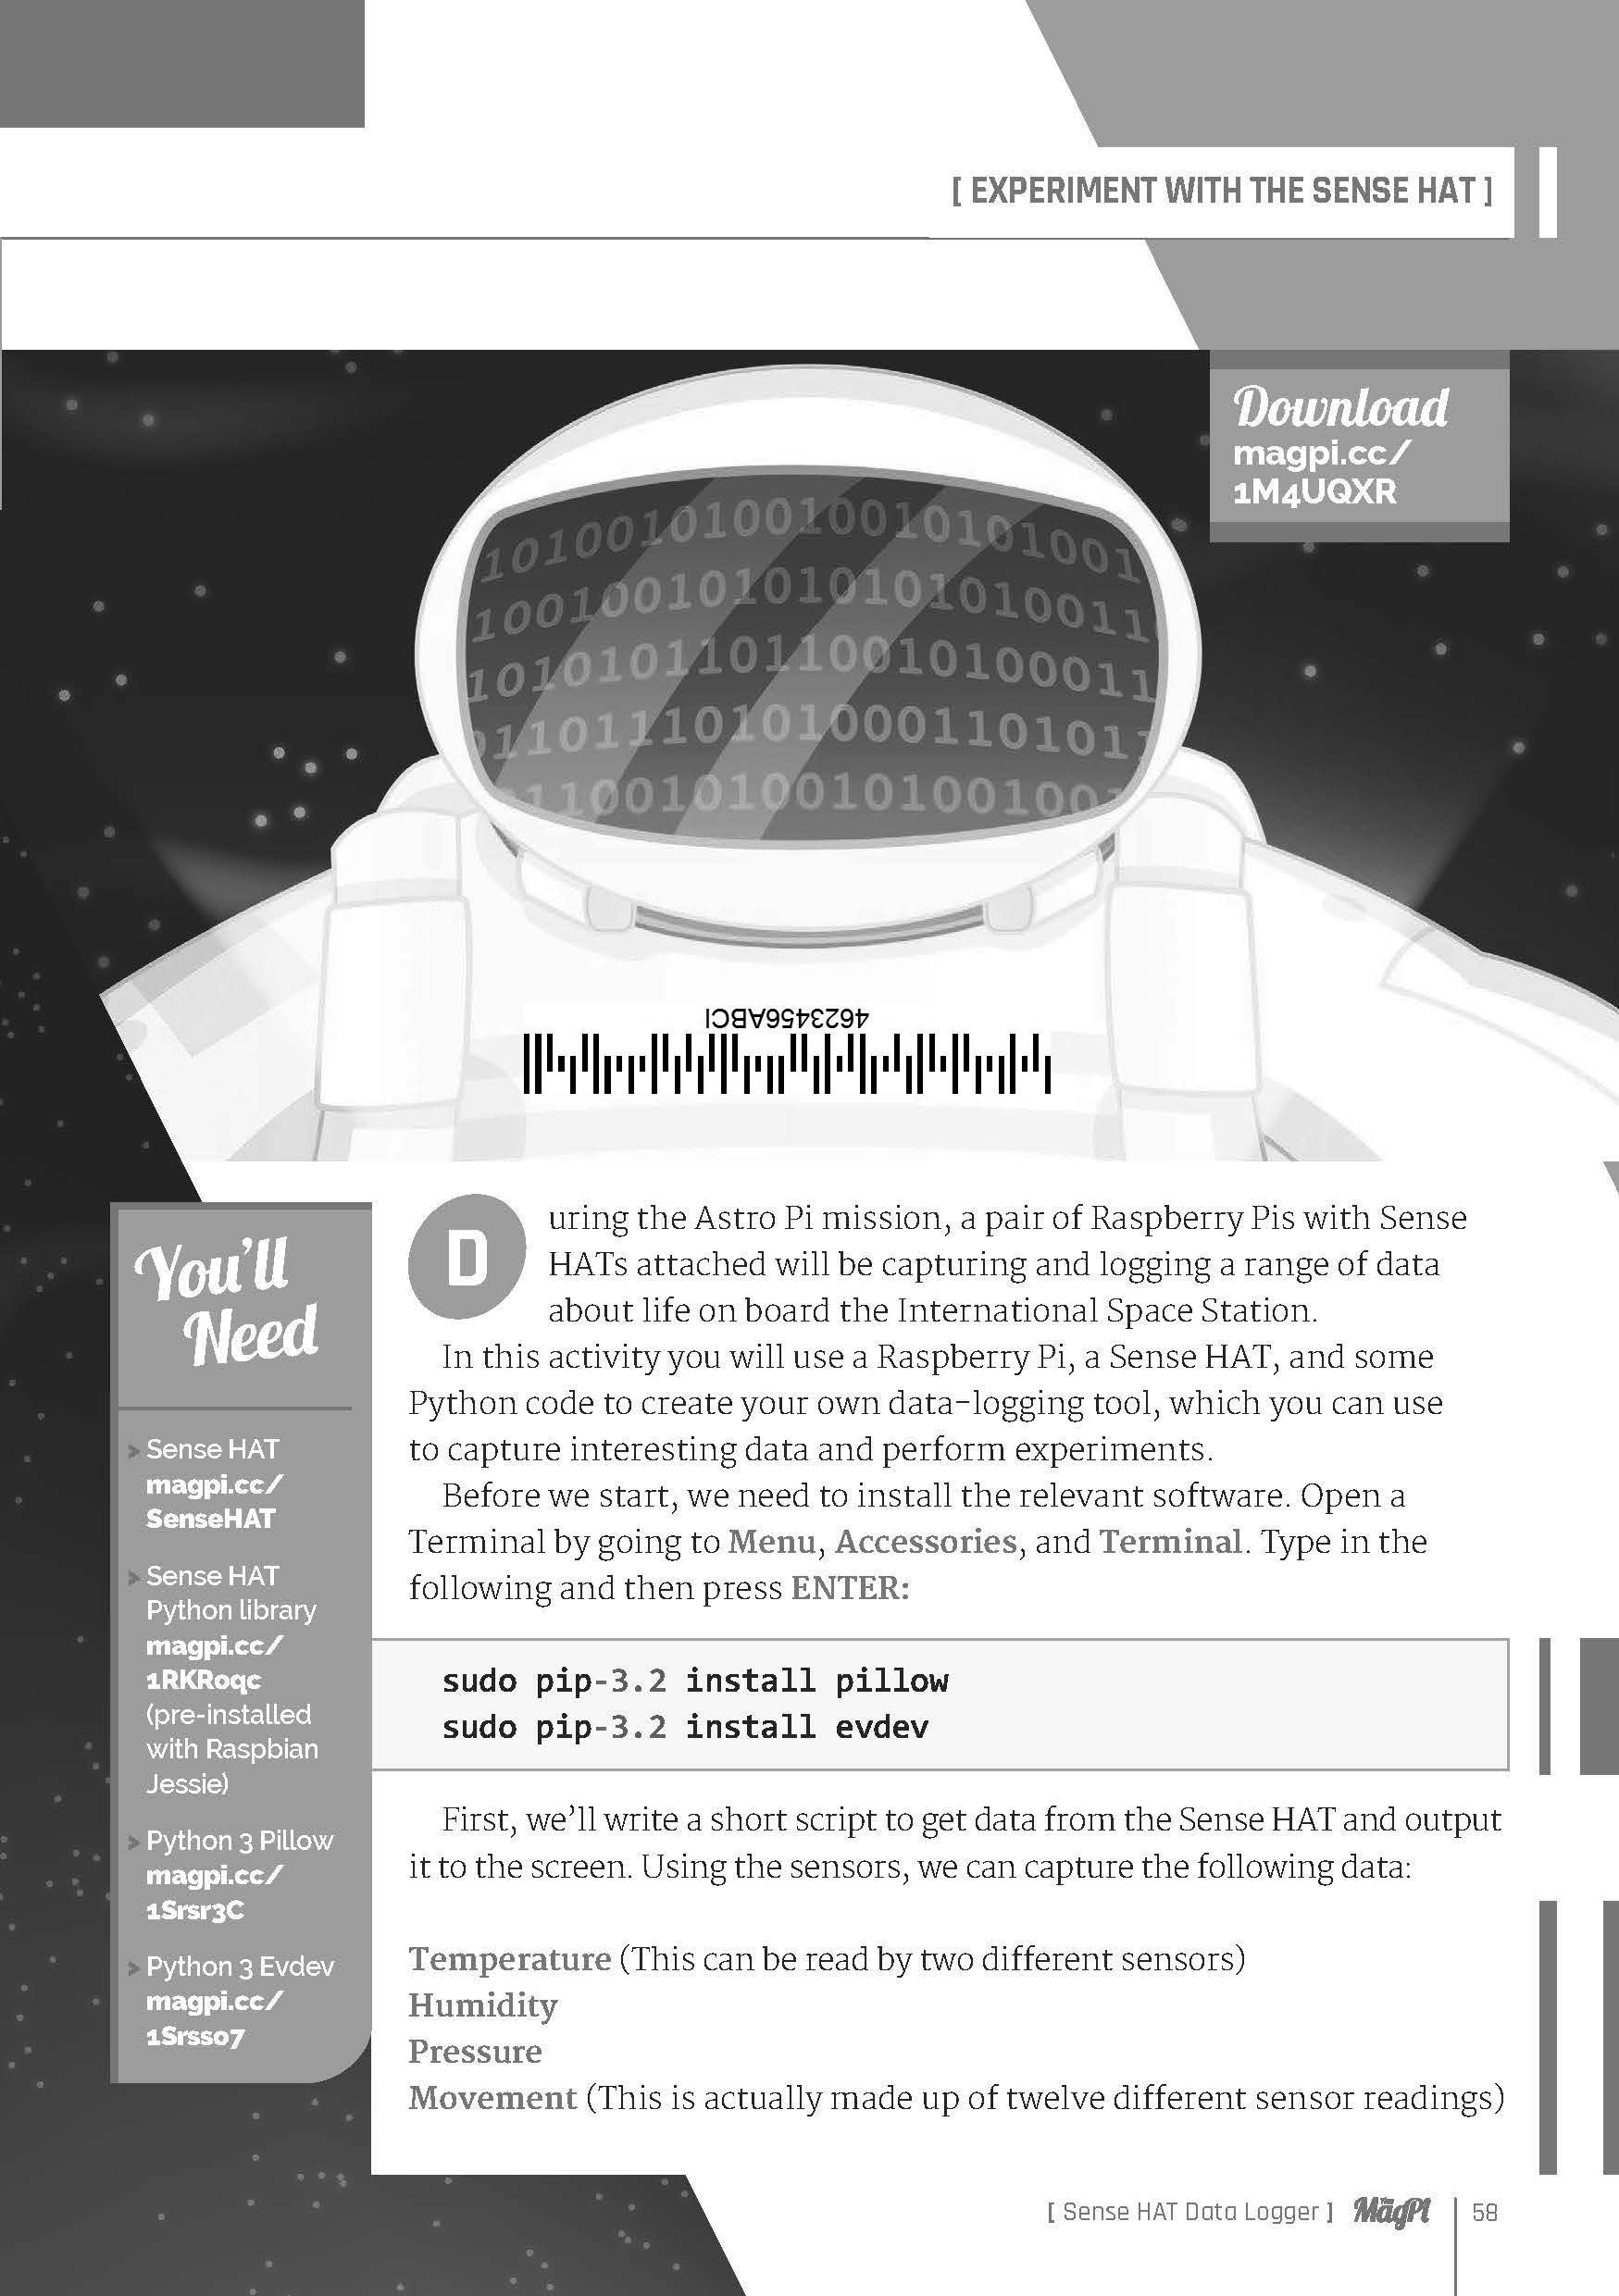 [ EXPERIMENT WITH THE SENSE HAT ]
Download
magpi.cc/
1M4UQXR
101001010010010101001
10010010101010101010011
4623456ABCI
You'll
Need
> Sense HAT
magpi.cc/
SenseHAT
> Sense HAT
Python library
magpi.cc/
1RKRoqc
(pre-installed
with Raspbian
Jessie)
> Python 3 Pillow
magpi.cc/
1Srsr3C
> Python 3 Evdev
magpi.cc/
1Srss07
During the Astro Pi mission, a pair of Raspberry Pis with Sense
HATs attached will be capturing and logging a range of data
about life on board the International Space Station.
In this activity you will use a Raspberry Pi, a Sense HAT, and some
Python code to create your own data-logging tool, which you can use
to capture interesting data and perform experiments.
Before we start, we need to install the relevant software. Open a
Terminal by going to Menu, Accessories, and Terminal. Type in the
following and then press ENTER:
sudo pip-3.2 install pillow
sudo pip-3.2 install evdev
First, we'll write a short script to get data from the Sense HAT and output
it to the screen. Using the sensors, we can capture the following data:
Temperature (This can be read by two different sensors)
Humidity
Pressure
Movement (This is actually made up of twelve different sensor readings)
[ Sense HAT Data Logger ] The MagPi 58